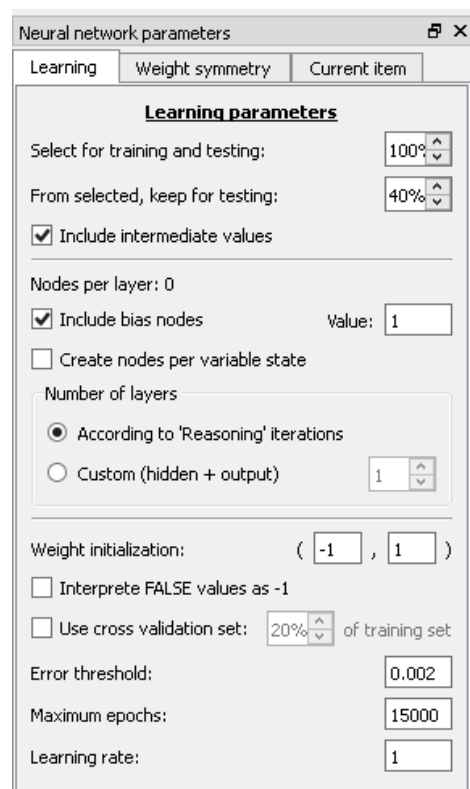 Neural network parameters
Learning Weight symmetry Current item
Learning parameters
Select for training and testing: 100%
From selected, keep for testing: 40%
Include intermediate values
Nodes per layer: 0
Include bias nodes Value: 1
Create nodes per variable state
Number of layers
According to 'Reasoning' iterations
Custom (hidden + output) 1
Weight initialization: ( -1 , 1 )
Interprete FALSE values as -1
Use cross validation set: 20% of training set
Error threshold: 0.002
Maximum epochs: 15000
Learning rate: 1